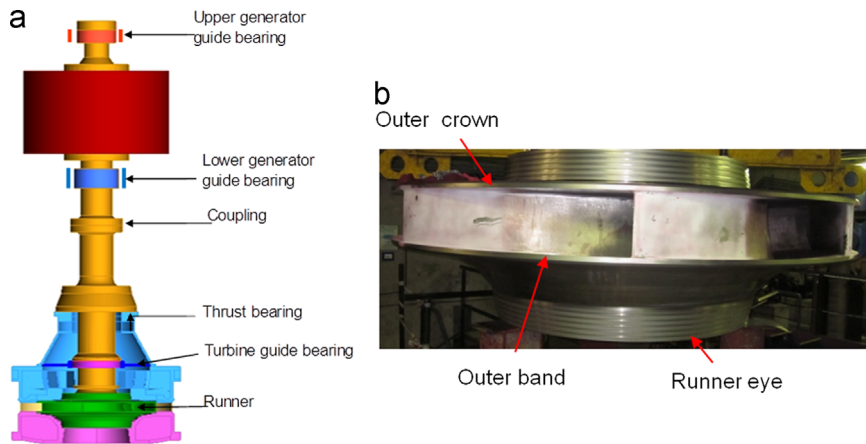 a
Upper generator
guide bearing
Lower generator
guide bearing
Coupling
Thrust bearing
Turbine guide bearing
Runner
b
Outer crown
Outer band
Runner eye